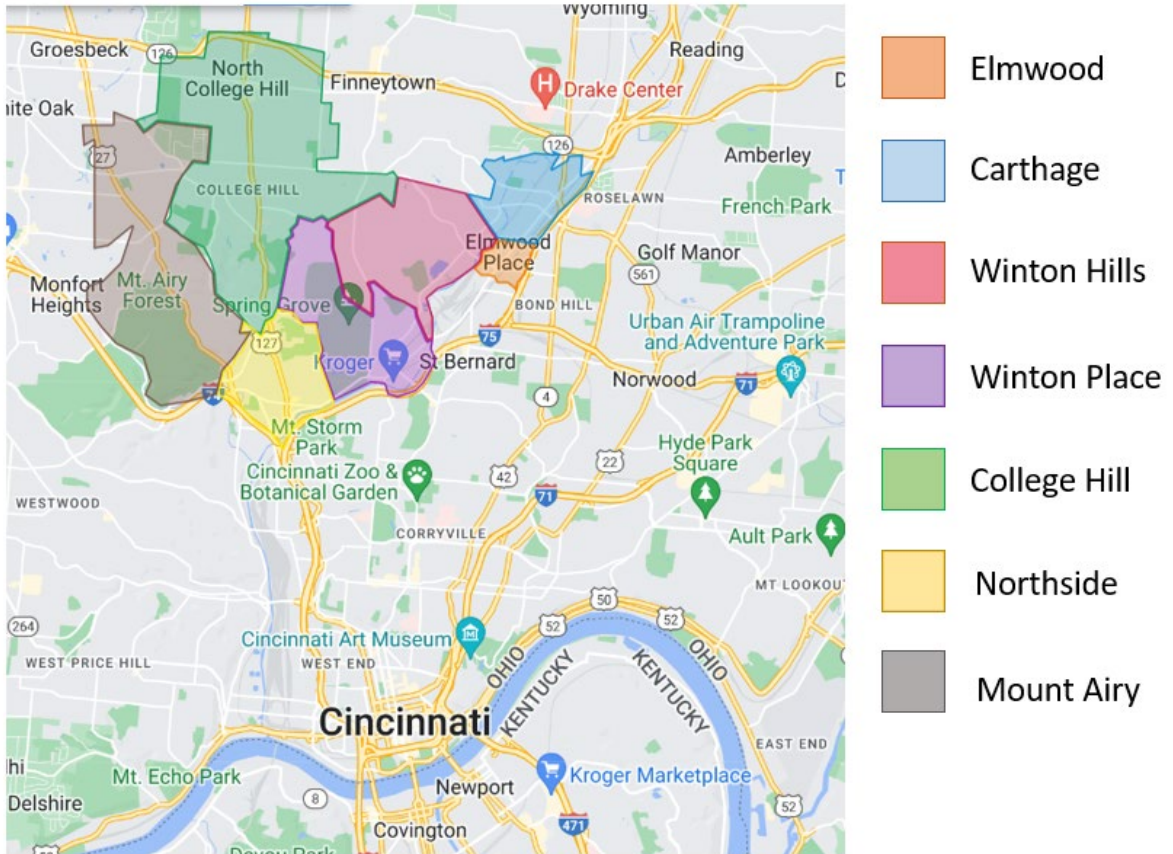 Wyoming
Groesbeck
126
Reading
North
College Hill
Finneytown
Drake Center
nite Oak
126
27
Amberley
COLLEGE HILL
ROSELAWN
French Park
Elmwood
Place
Golf Manor
561
Monfort
Heights
Mt. Airy
Forest
Spring Grove
BOND HILL
Urban Air Trampoline
and Adventure Park
127
75
Kroger
St Bernard
Norwood
71
74
4
Mt. Storm
Park
Hyde Park
Square
Cincinnati Zoo &
Botanical Garden
22
42
71
WESTWOOD
CORRYVILLE
Ault Park
MT LOOKOU
50
52
52
264
Cincinnati Art Museum
OHIO
KENTUCKY
KENTUCKY
OHIO
WEST PRICE HILL
WEST END
Cincinnati
EAST END
hi
Mt. Echo Park
Kroger Marketplace
Delshire
8
Newport
52
471
Covington
Devou Park
Elmwood
Carthage
Winton Hills
Winton Place
College Hill
Northside
Mount Airy